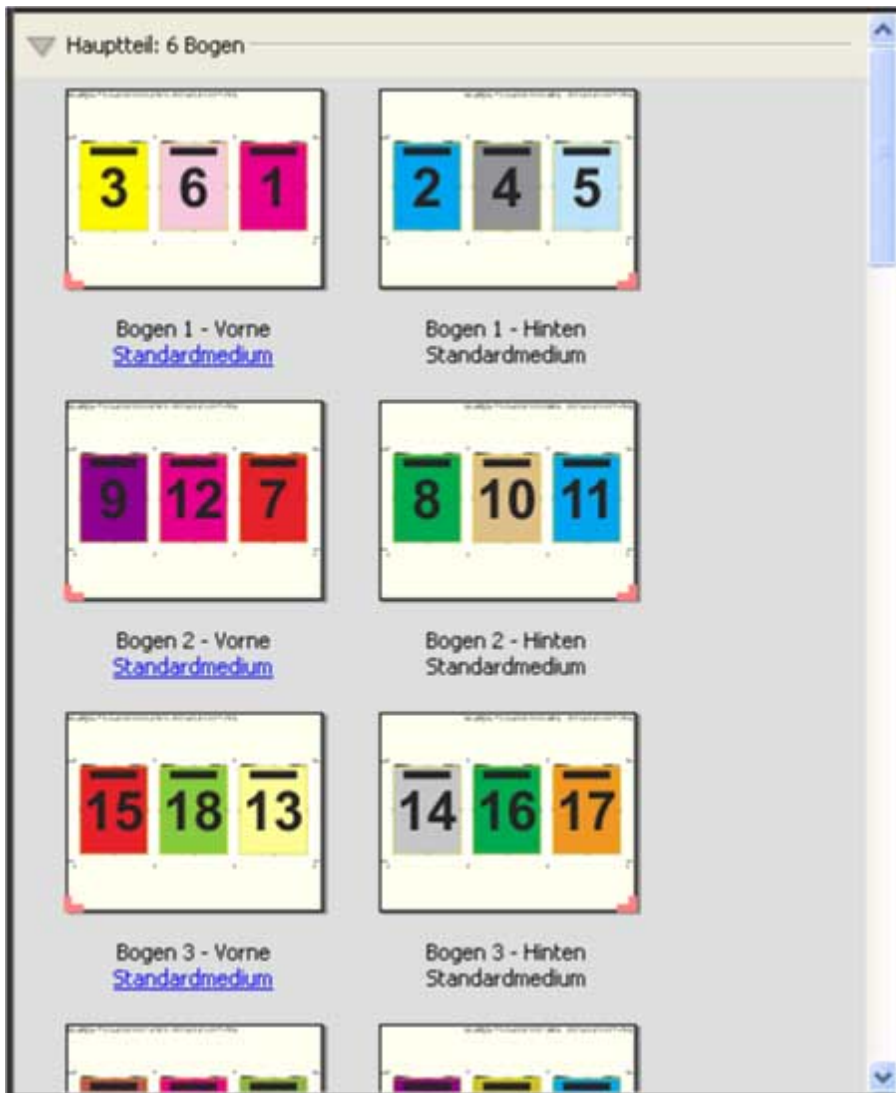 Hauptteil: 6 Bogen
3 6 1
2 4 5
Bogen 1 - Vorne
Standardmedium
Bogen 1 - Hinten
Standardmedium
9 12 7
8 10 11
Bogen 2 - Vorne
Standardmedium
Bogen 2 - Hinten
Standardmedium
15 18 13
14 16 17
Bogen 3 - Vorne
Standardmedium
Bogen 3 - Hinten
Standardmedium